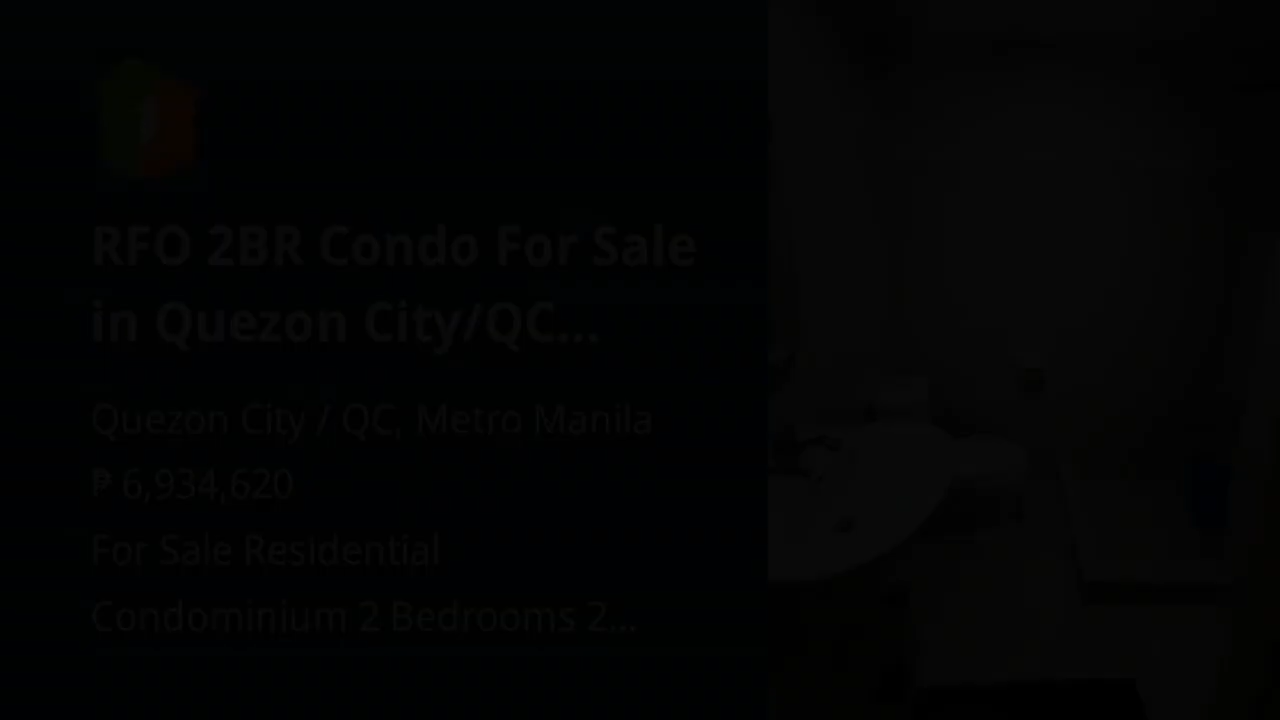 RFO 2BR Condo For Sale
in Quezon City/QC...
Quezon City / QC, Metro Manila
₱ 6,934,620
For Sale Residential
Condominium 2 Bedrooms 2...